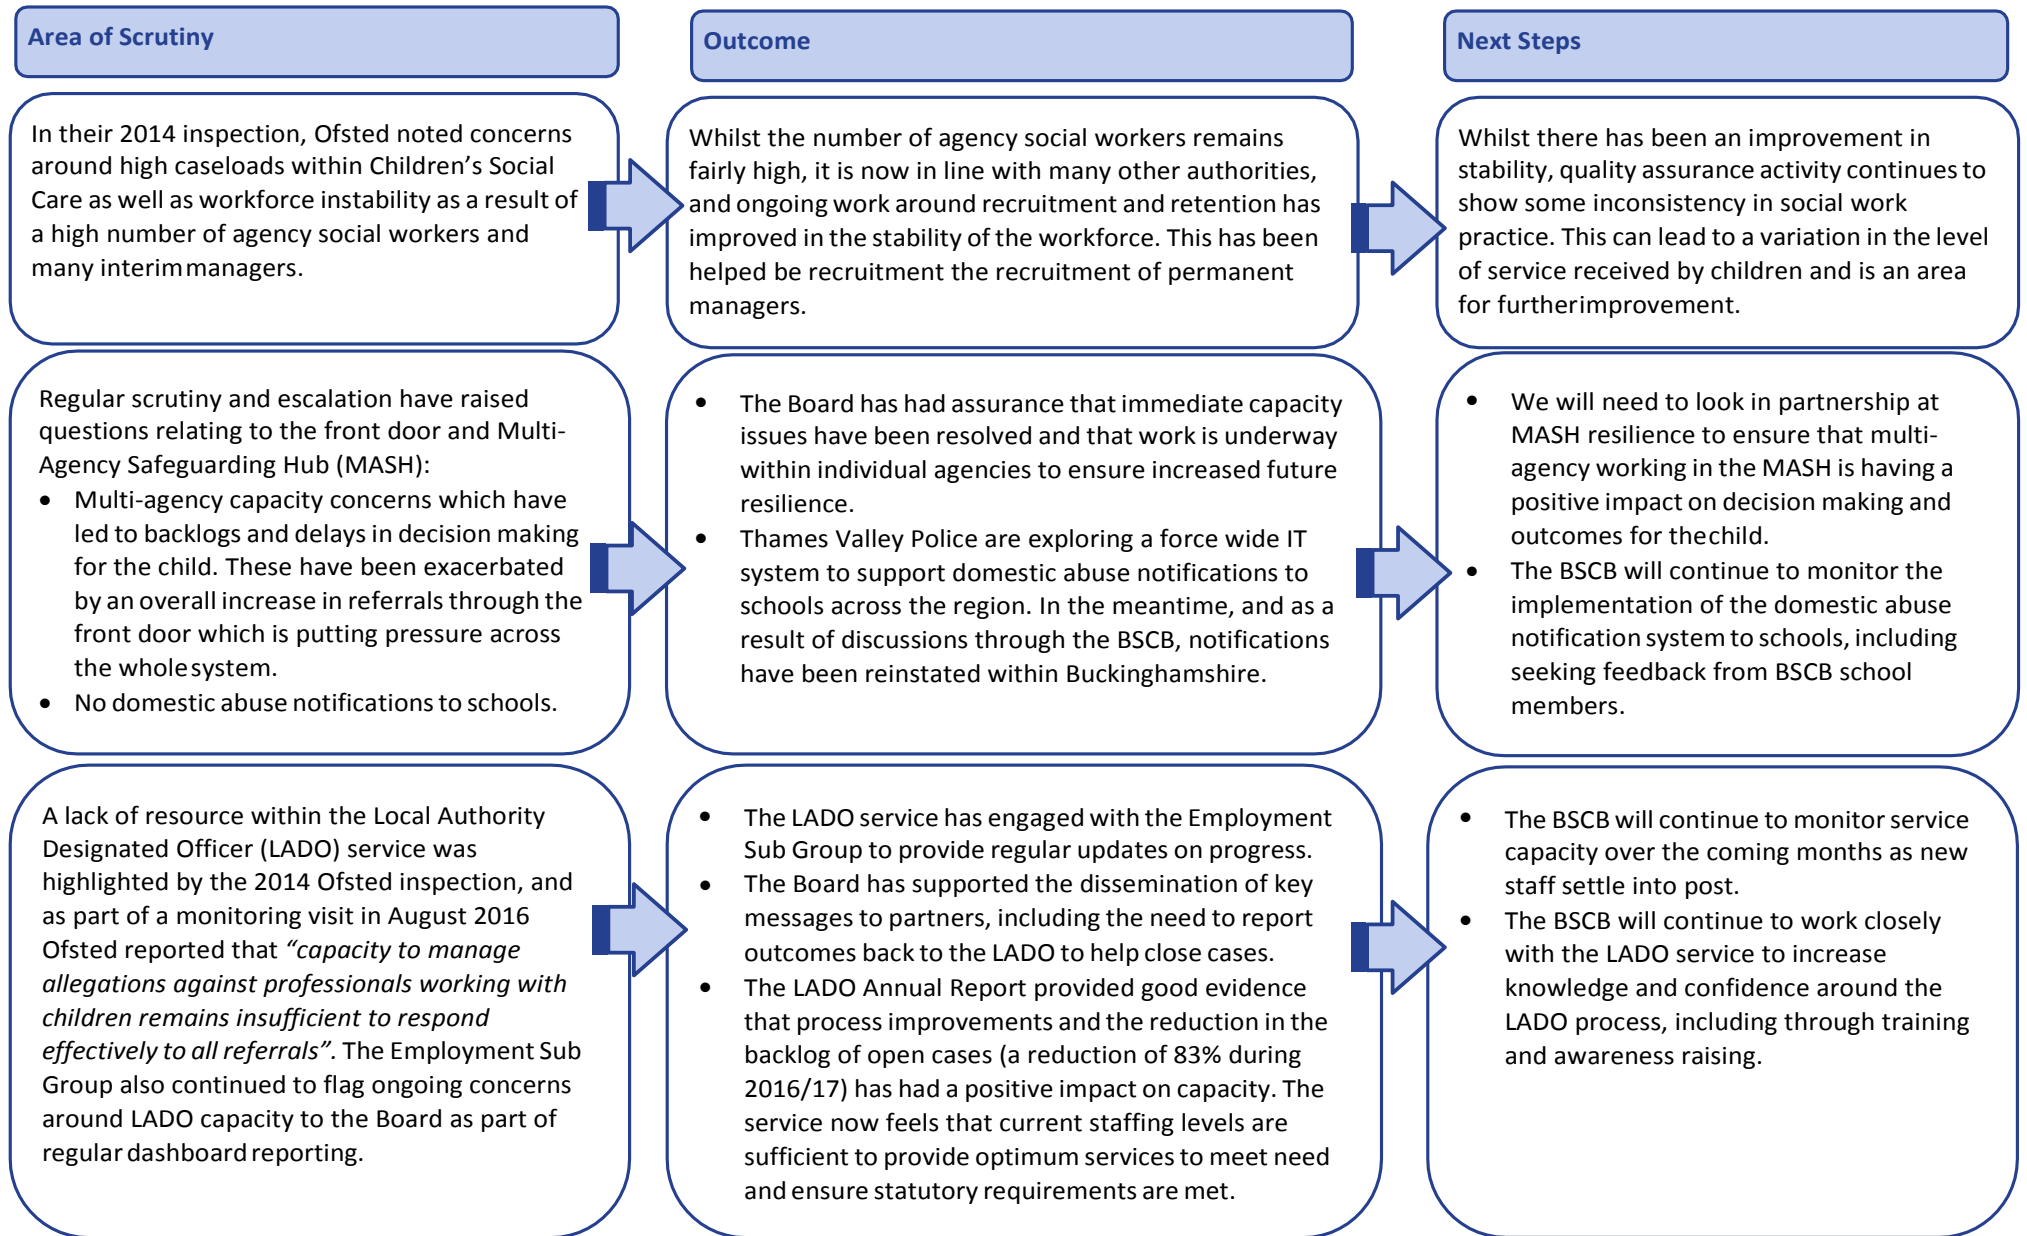 Area of Scrutiny
Outcome
Next Steps
In their 2014 inspection, Ofsted noted concerns
around high caseloads within Children’s Social
Care as well as workforce instability as a result of
a high number of agency social workers and
many interim managers.
Whilst the number of agency social workers remains
fairly high, it is now in line with many other authorities,
and ongoing work around recruitment and retention has
improved in the stability of the workforce. This has been
helped be recruitment the recruitment of permanent
managers.
Whilst there has been an improvement in
stability, quality assurance activity continues to
show some inconsistency in social work
practice. This can lead to a variation in the level
of service received by children and is an area
for furtherimprovement.
Regular scrutiny and escalation have raised
questions relating to the front door and Multi-
Agency Safeguarding Hub (MASH):
• Multi-agency capacity concerns which have
led to backlogs and delays in decision making
for the child. These have been exacerbated
by an overall increase in referrals through the
front door which is putting pressure across
the whole system.
• No domestic abuse notifications to schools.
• The Board has had assurance that immediate capacity
issues have been resolved and that work is underway
within individual agencies to ensure increased future
resilience.
• Thames Valley Police are exploring a force wide IT
system to support domestic abuse notifications to
schools across the region. In the meantime, and as a
result of discussions through the BSCB, notifications
have been reinstated within Buckinghamshire.
• We will need to look in partnership at
MASH resilience to ensure that multi-
agency working in the MASH is having a
positive impact on decision making and
outcomes for thechild.
• The BSCB will continue to monitor the
implementation of the domestic abuse
notification system to schools, including
seeking feedback from BSCB school
members.
A lack of resource within the Local Authority
Designated Officer (LADO) service was
highlighted by the 2014 Ofsted inspection, and
as part of a monitoring visit in August 2016
Ofsted reported that “capacity to manage
allegations against professionals working with
children remains insufficient to respond
effectively to all referrals”. The Employment Sub
Group also continued to flag ongoing concerns
around LADO capacity to the Board as part of
regular dashboard reporting.
• The LADO service has engaged with the Employment
Sub Group to provide regular updates on progress.
• The Board has supported the dissemination of key
messages to partners, including the need to report
outcomes back to the LADO to help close cases.
• The LADO Annual Report provided good evidence
that process improvements and the reduction in the
backlog of open cases (a reduction of 83% during
2016/17) has had a positive impact on capacity. The
service now feels that current staffing levels are
sufficient to provide optimum services to meet need
and ensure statutory requirements are met.
• The BSCB will continue to monitor service
capacity over the coming months as new
staff settle into post.
• The BSCB will continue to work closely
with the LADO service to increase
knowledge and confidence around the
LADO process, including through training
and awareness raising.